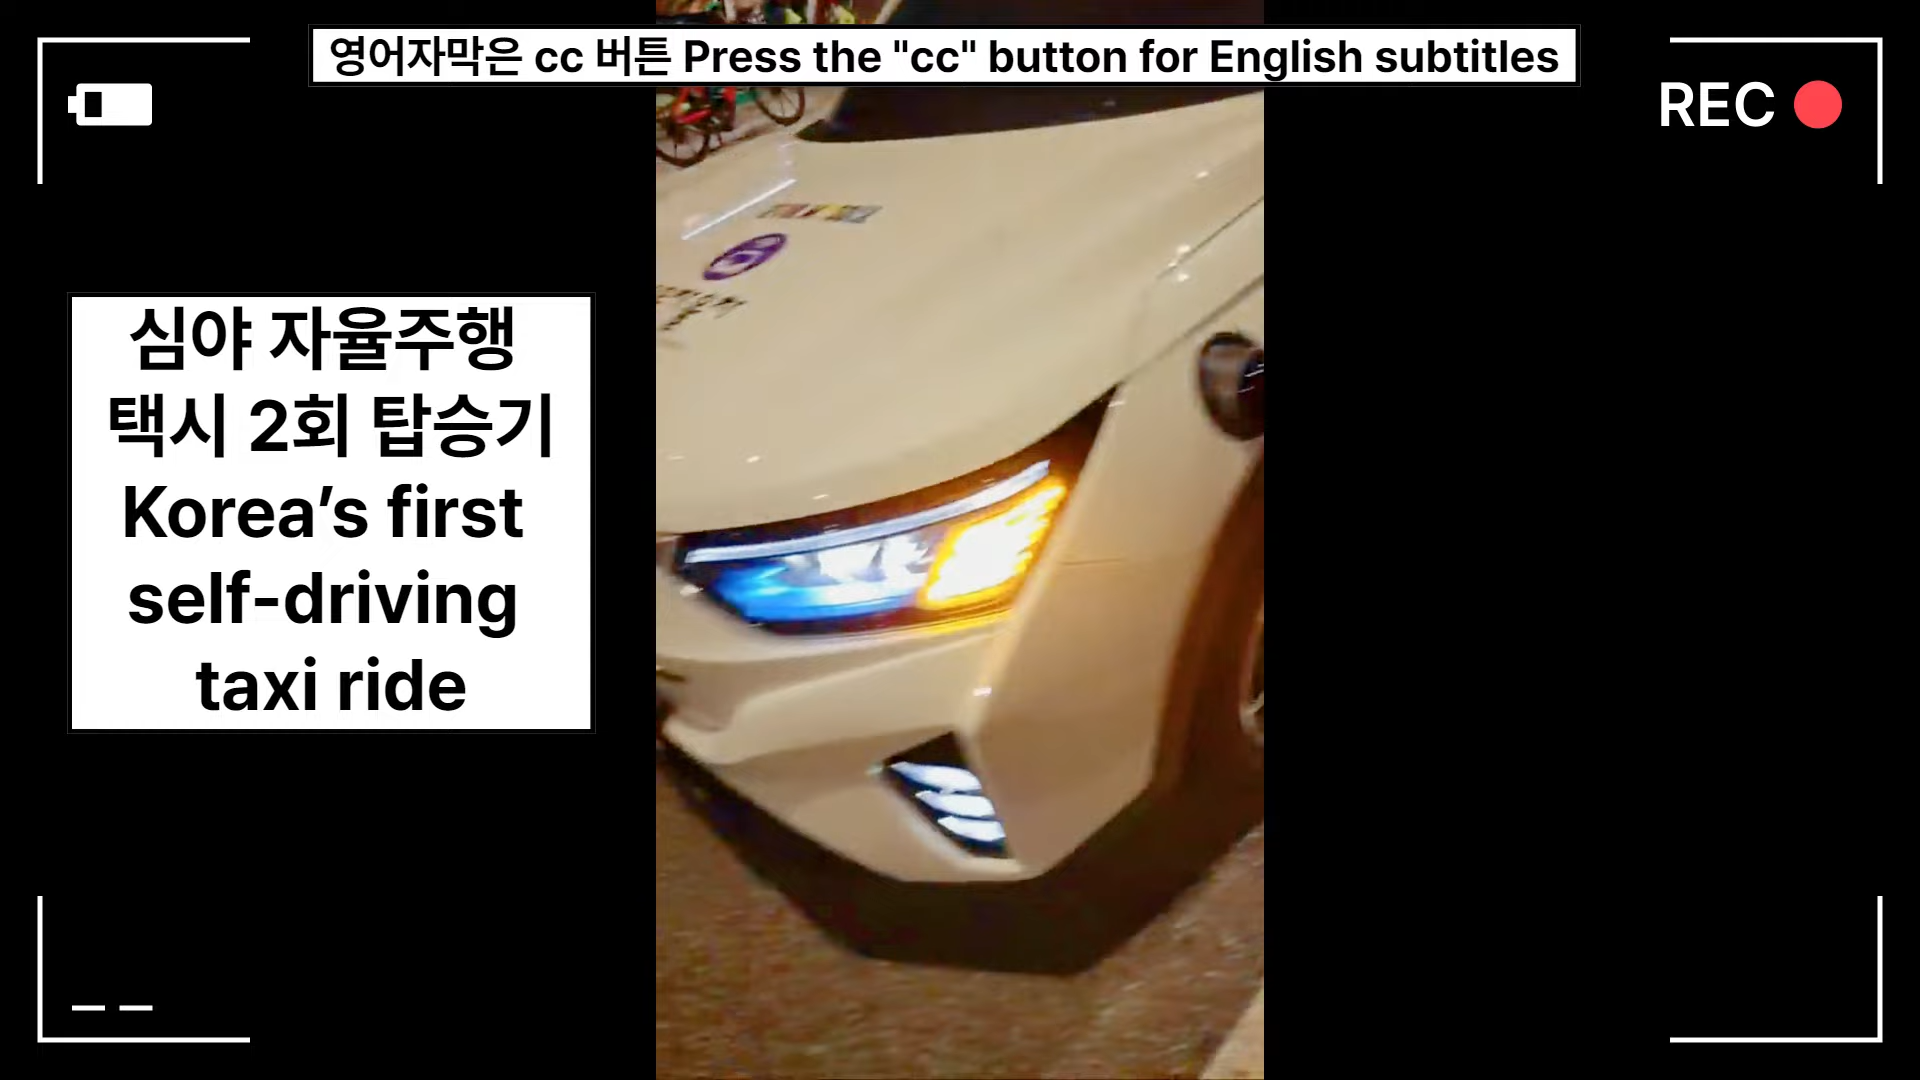 영어자막은 cc 버튼 Press the "cc" button for English subtitles
REC
심야 자율주행
택시 2회 탑승기
Korea’s first
self-driving
taxi ride